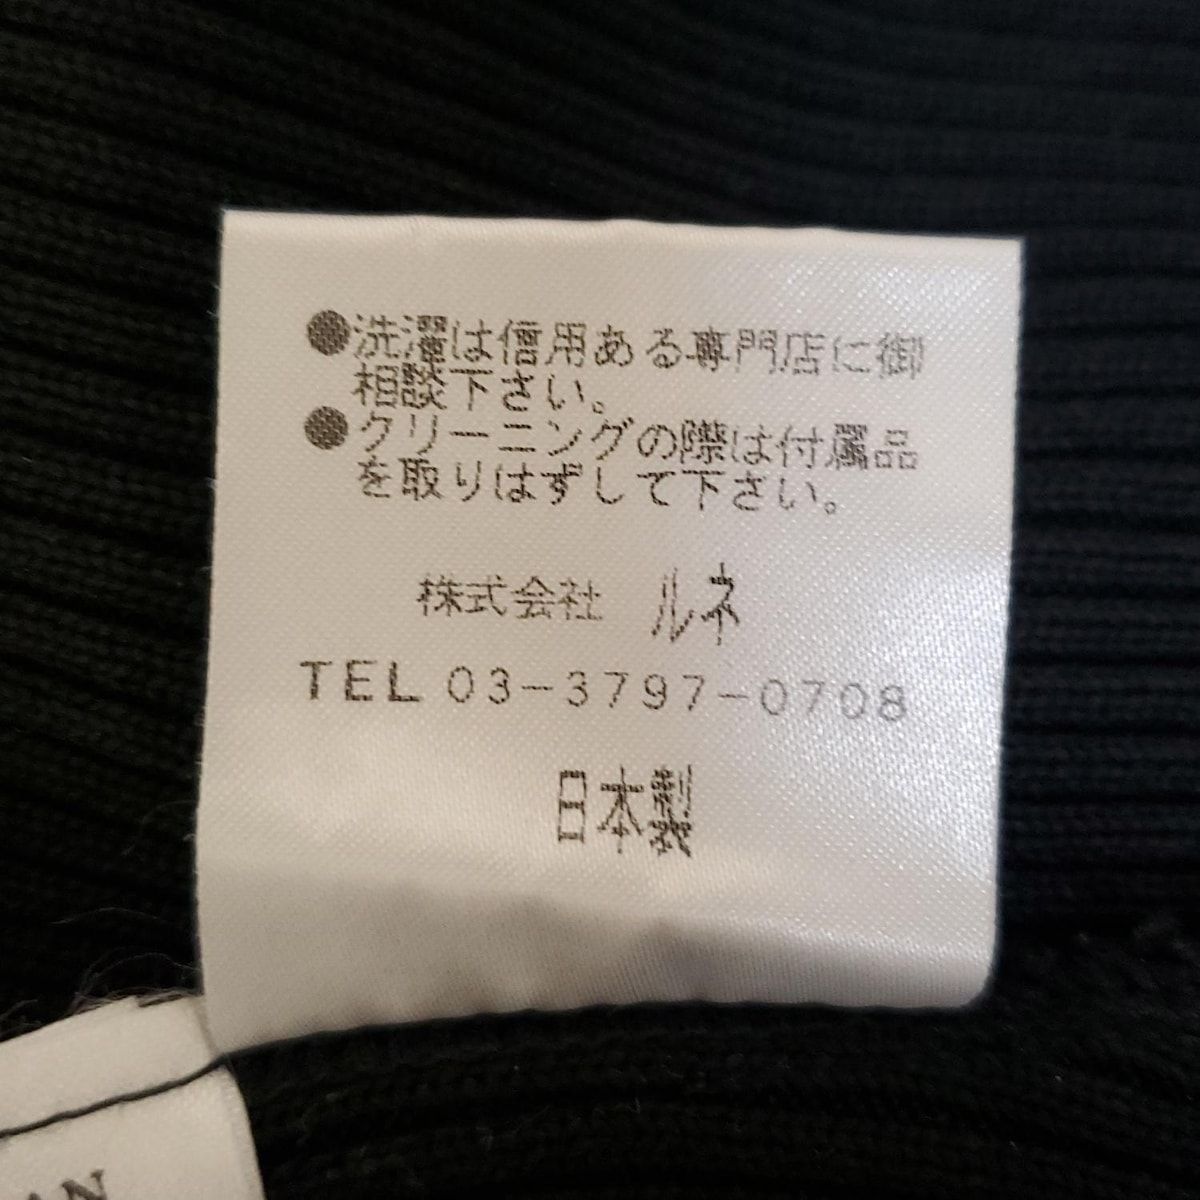 ●洗濯は信用ある専門店に御
相談下さい。
●クリーニングの際は付属品
を取りはずして下さい。
株式会社 ルネ
TEL 03-3797-0708
日本製